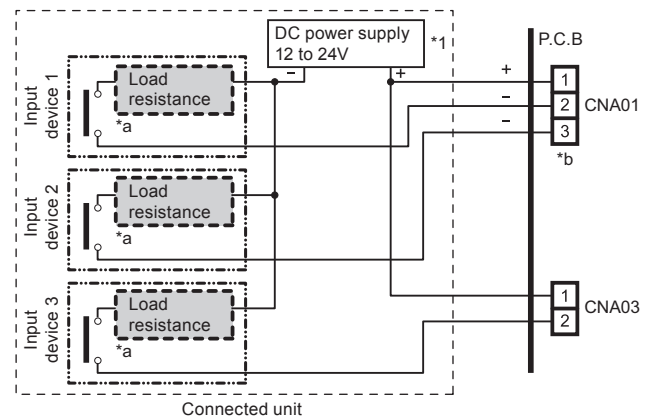 DC power supply
12 to 24V
*1
P.C.B
−
+
+
1
−
2
CNA01
−
3
*b
Input
device 1
Load
resistance
*a
Input
device 2
Load
resistance
*a
Input
device 3
Load
resistance
*a
1
CNA03
2
Connected unit